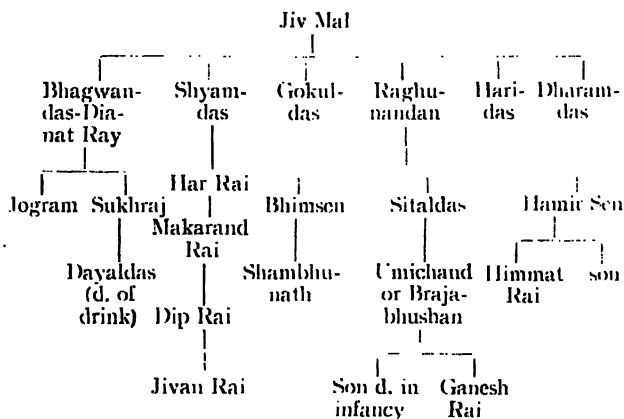 Jiv Mal
Bhagwan- Shyam- Gokul- Raghu- Hari- Dharam-
das-Dia- das das nandan das das
nat Ray
Har Rai
Jogram Sukhraj Bhimsen Sitaldas Hamir Sen
Makarand
Rai
Dayaldas Shambhu- Umichand Himmat son
(d. of nath or Braja- Rai
drink) Dip Rai bhushan
Jivan Rai Son d. in Ganesh
infancy Rai